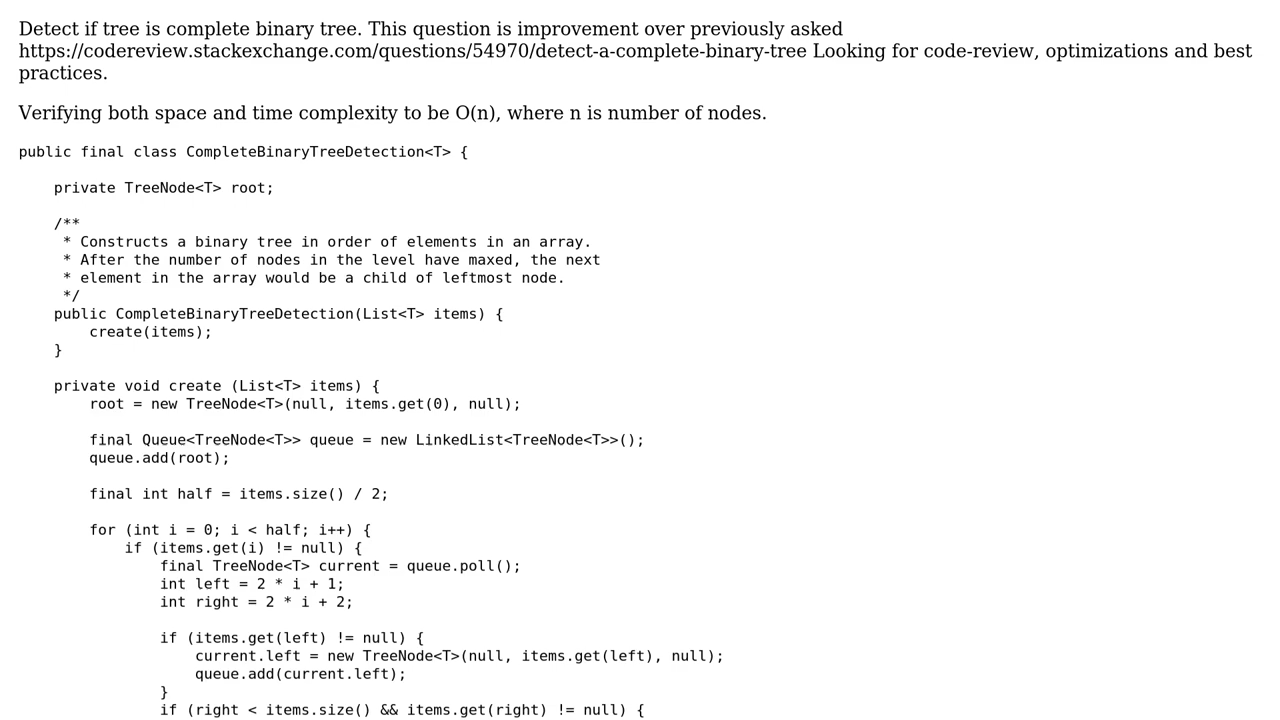 Detect if tree is complete binary tree. This question is improvement over previously asked
https://codereview.stackexchange.com/questions/54970/detect-a-complete-binary-tree Looking for code-review, optimizations and best
practices.
Verifying both space and time complexity to be O(n), where n is number of nodes.
public final class CompleteBinaryTreeDetection<T> {
    private TreeNode<T> root;
    /**
     * Constructs a binary tree in order of elements in an array.
     * After the number of nodes in the level have maxed, the next
     * element in the array would be a child of leftmost node.
     */
    public CompleteBinaryTreeDetection(List<T> items) {
        create(items);
    }
    private void create (List<T> items) {
        root = new TreeNode<T>(null, items.get(0), null);
        final Queue<TreeNode<T>> queue = new LinkedList<TreeNode<T>>();
        queue.add(root);
        final int half = items.size() / 2;
        for (int i = 0; i < half; i++) {
            if (items.get(i) != null) {
                final TreeNode<T> current = queue.poll();
                int left = 2 * i + 1;
                int right = 2 * i + 2;
                if (items.get(left) != null) {
                    current.left = new TreeNode<T>(null, items.get(left), null);
                    queue.add(current.left);
                }
                if (right < items.size() && items.get(right) != null) {